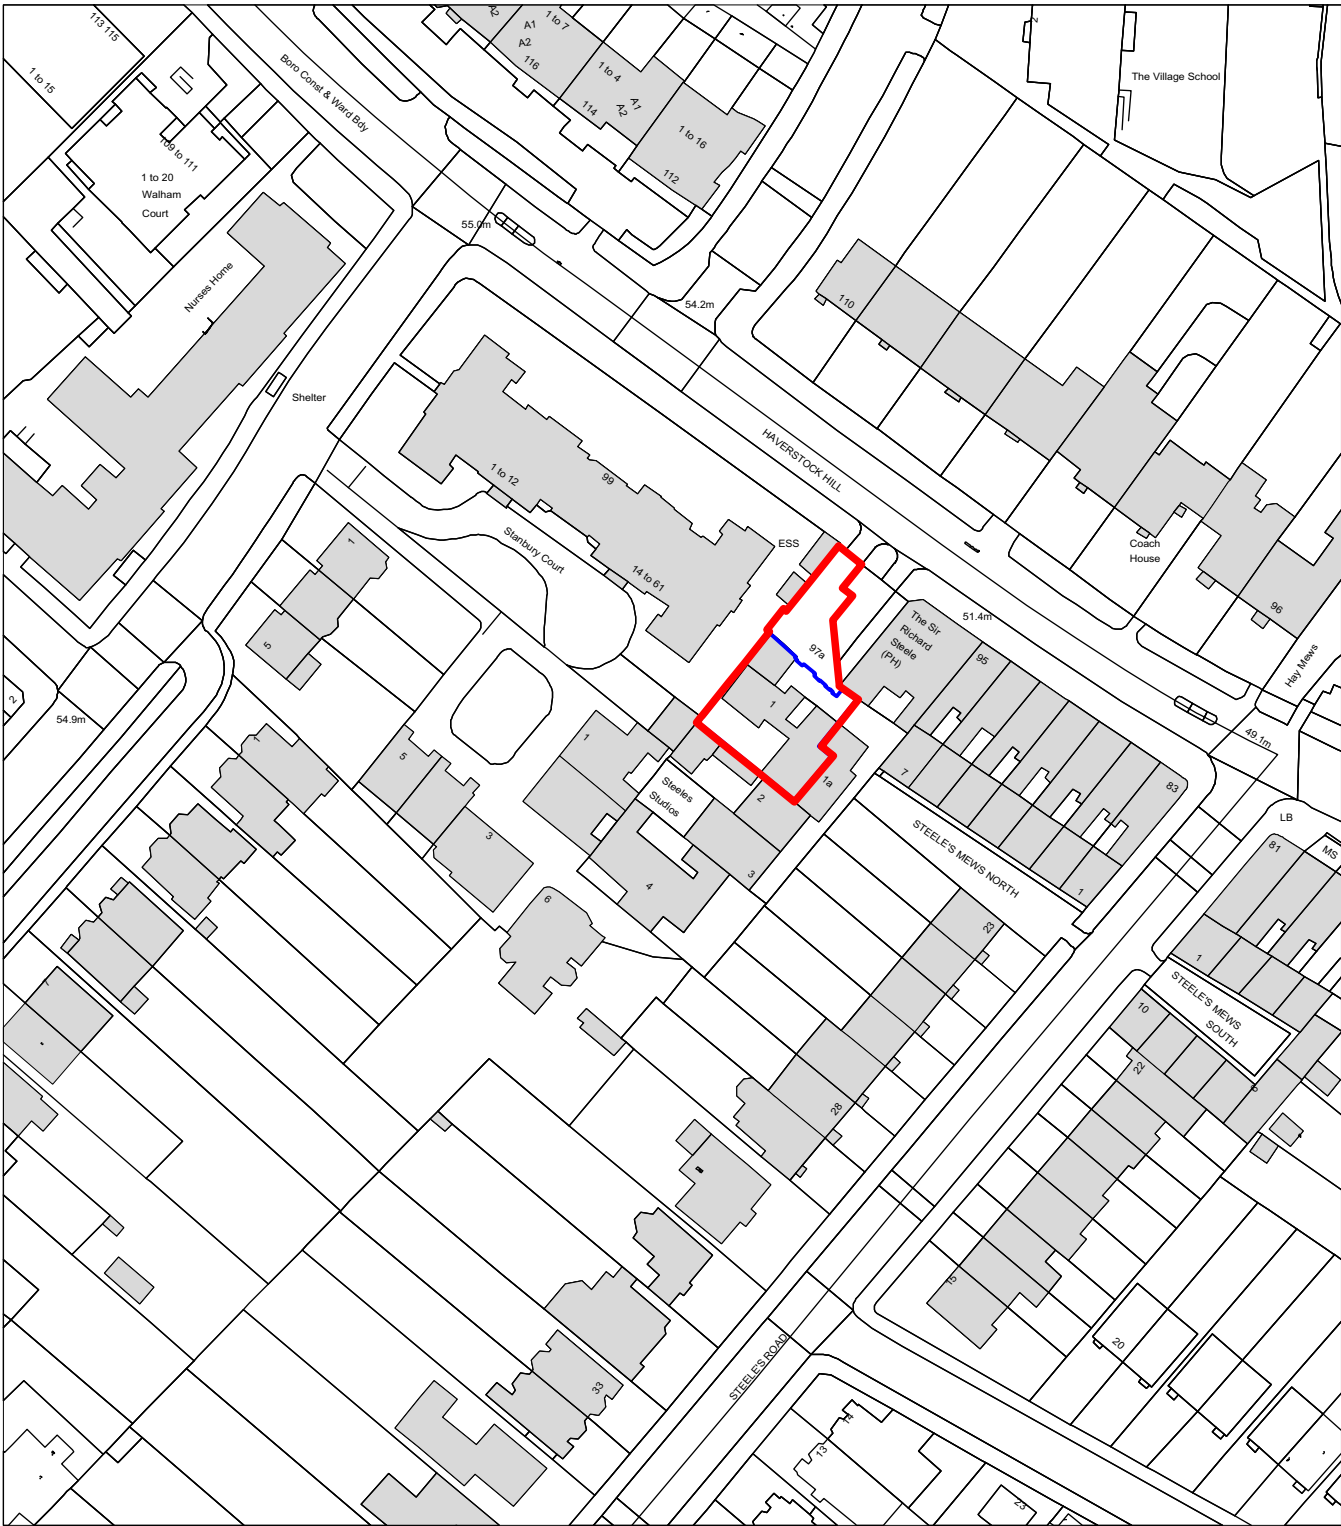 113 115
1 to 15
109 to 111
1 to 20
Walham
Court
Nurses Home
Boro Const & Ward Bdy
A2
A1
A2
116
1 to 7
1 to 4
114
A1
A2
1 to 16
112
55.0m
54.2m
2
The Village School
110
Shelter
1 to 12
99
14 to 61
Stanbury Court
HAVERSTOCK HILL
ESS
Coach
House
96
Hay Mews
51.4m
49.1m
The Sir
Richard
Steele
(PH)
95
83
97a
1
1a
2
3
4
1
Steeles
Studios
7
1
STEELE'S MEWS NORTH
LB
MS
81
1
STEELE'S MEWS
SOUTH
10
22
1
5
2
54.9m
1
5
3
6
23
28
15
20
33
STEELE'S ROAD
14
13
23